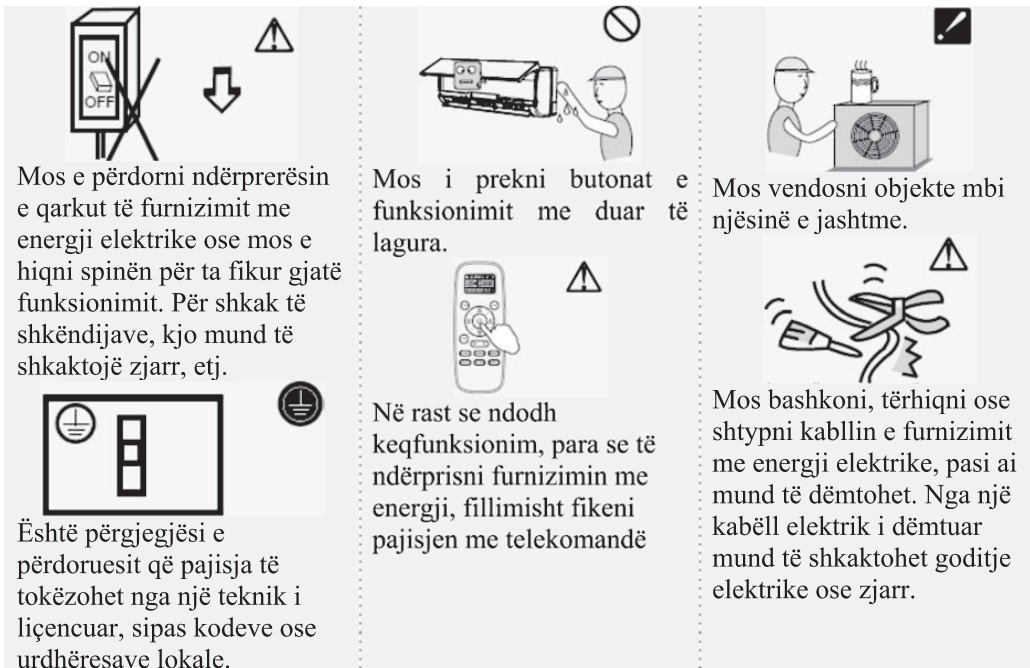 ON
OFF
Mos e përdorni ndërprerësin
e qarkut të furnizimit me
energji elektrike ose mos e
hiqni spinën për ta fikur gjatë
funksionimit. Për shkak të
shkëndijave, kjo mund të
shkaktojë zjarr, etj.
Është përgjegjësi e
përdoruesit që pajisja të
tokëzohet nga një teknik i
liçencuar, sipas kodeve ose
urdhëresave lokale.
Mos i prekni butonat e
funksionimit me duar të
lagura.
Në rast se ndodh
keqfunksionim, para se të
ndërprisni furnizimin me
energji, fillimisht fikeni
pajisjen me telekomandë
Mos vendosni objekte mbi
njësinë e jashtme.
Mos bashkoni, tërhiqni ose
shtypni kabllin e furnizimit
me energji elektrike, pasi ai
mund të dëmtohet. Nga një
kabëll elektrik i dëmtuar
mund të shkaktohet goditje
elektrike ose zjarr.